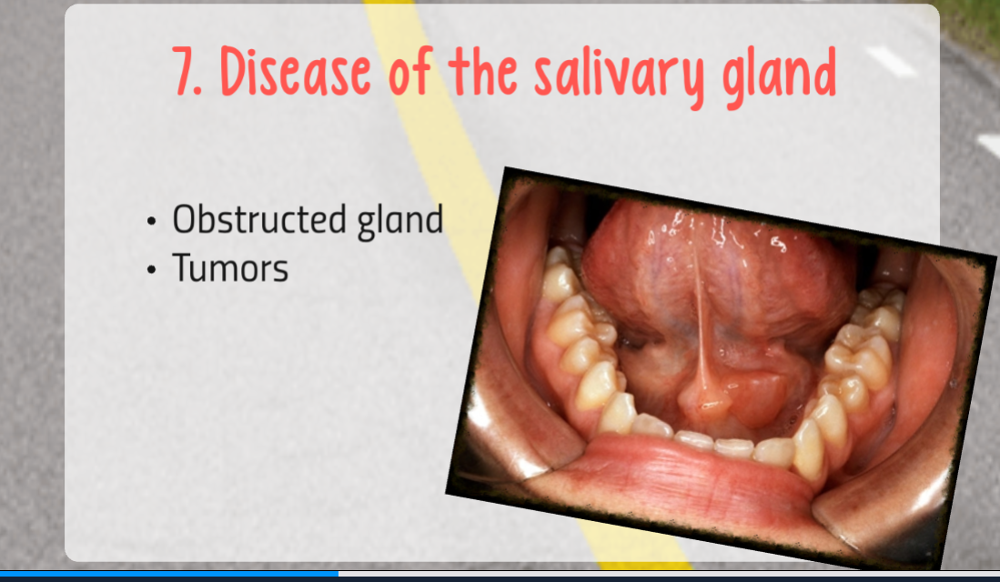 7. Disease of the salivary gland
• Obstructed gland
• Tumors